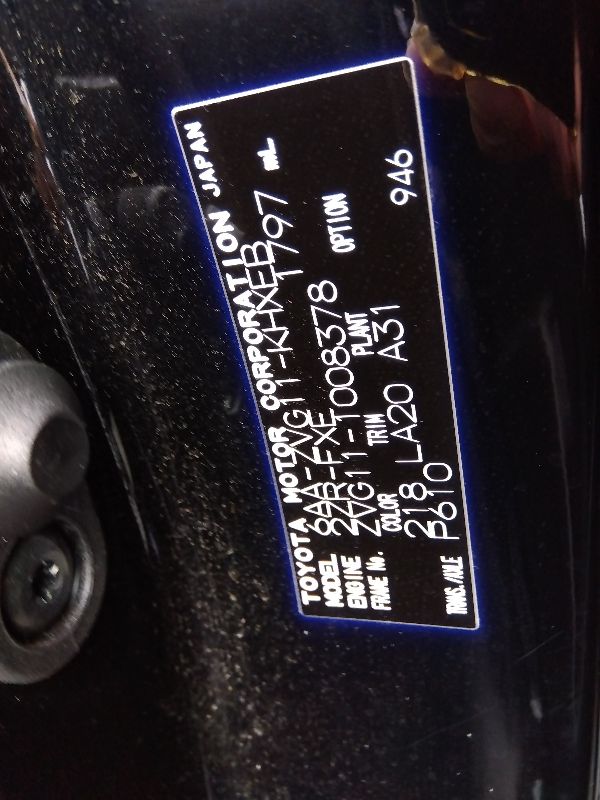 TOYOTA MOTOR CORPORATION JAPAN
MODEL 6AA-ZVG11-KHXEB
ENGINE 2ZR-FXE 1797 mL
FRAME No. ZVG11-1008378
COLOR TRIM PLANT OPTION
218 LA20 A31
TRANS./AXLE P610 946